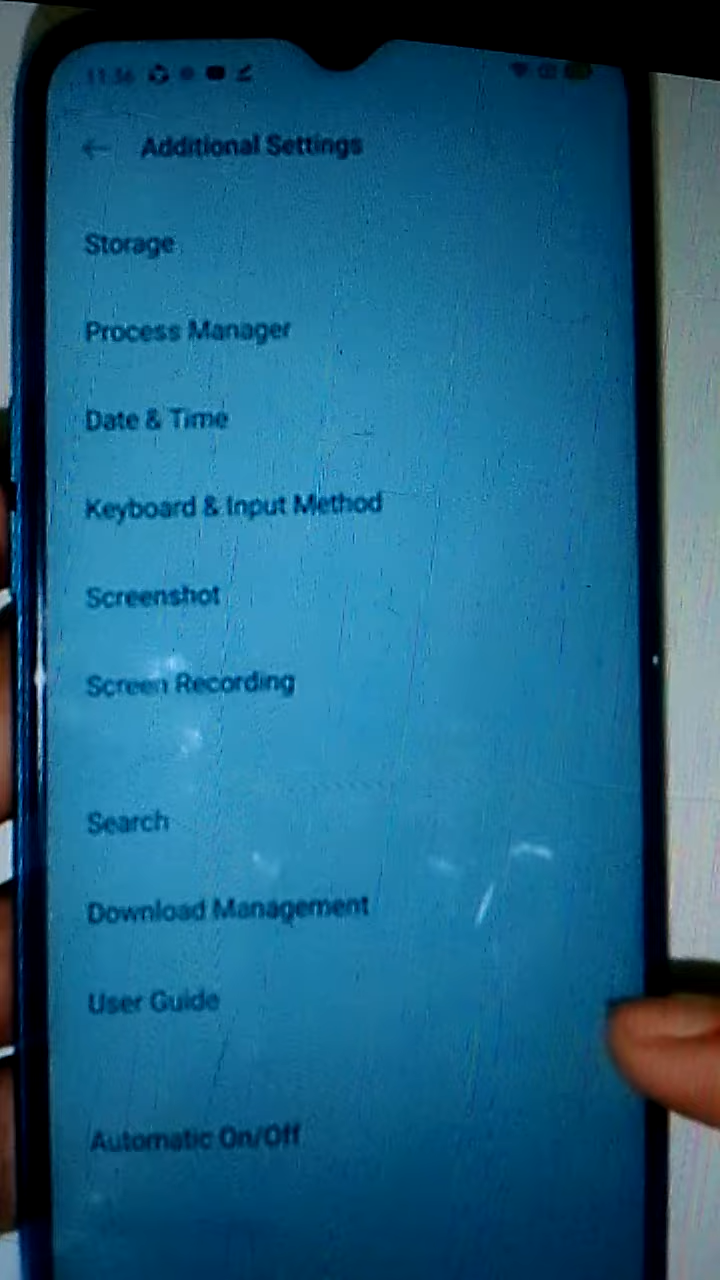 11:36
Additional Settings
Storage
Process Manager
Date & Time
Keyboard & Input Method
Screenshot
Screen Recording
Search
Download Management
User Guide
Automatic On/Off